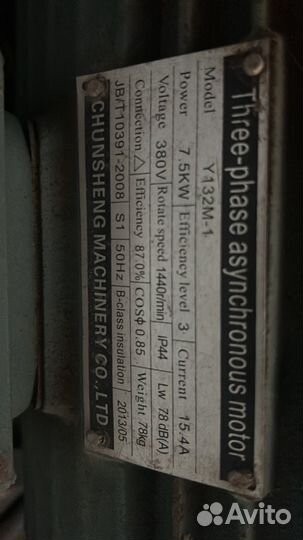 Three-phase asynchronous motor
Model Y132M-1
Power 7.5KW Efficiency level 3 Current 15.4A
Voltage 380V Rotate speed 1440r/min IP44 Lw 78dB(A)
Connection △ Efficiency 87.0% COSφ 0.85 Weight 78kg
JB/T10391-2008 S1 50Hz B-class insulation 2013/05
CHUNSHENG MACHINERY CO.,LTD
Avito